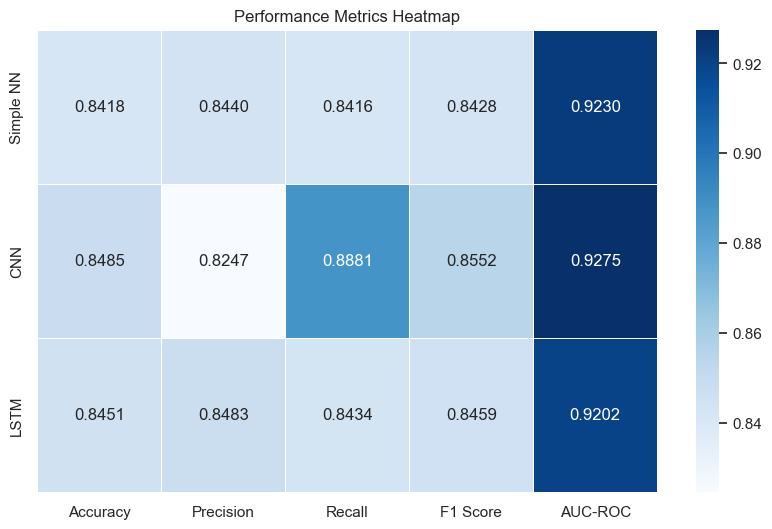 Performance Metrics Heatmap
Simple NN
0.8418 0.8440 0.8416 0.8428 0.9230
CNN
0.8485 0.8247 0.8881 0.8552 0.9275
LSTM
0.8451 0.8483 0.8434 0.8459 0.9202
Accuracy Precision Recall F1 Score AUC-ROC
0.92
0.90
0.88
0.86
0.84